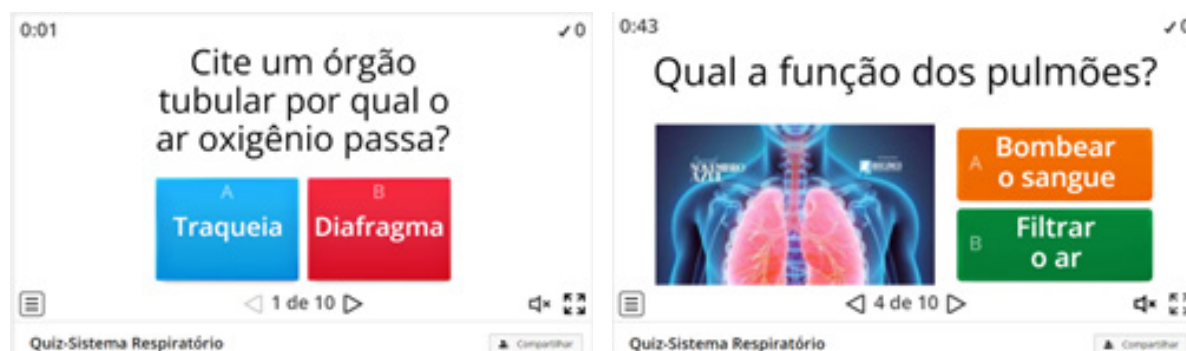 0:01
✓ 0
Cite um órgão
tubular por qual o
ar oxigênio passa?
A
Traqueia
B
Diafragma
1 de 10
Quiz-Sistema Respiratório
Compartilhar
0:43
✓ 0
Qual a função dos pulmões?
A
Bombear
o sangue
B
Filtrar
o ar
4 de 10
Quiz-Sistema Respiratório
Compartilhar